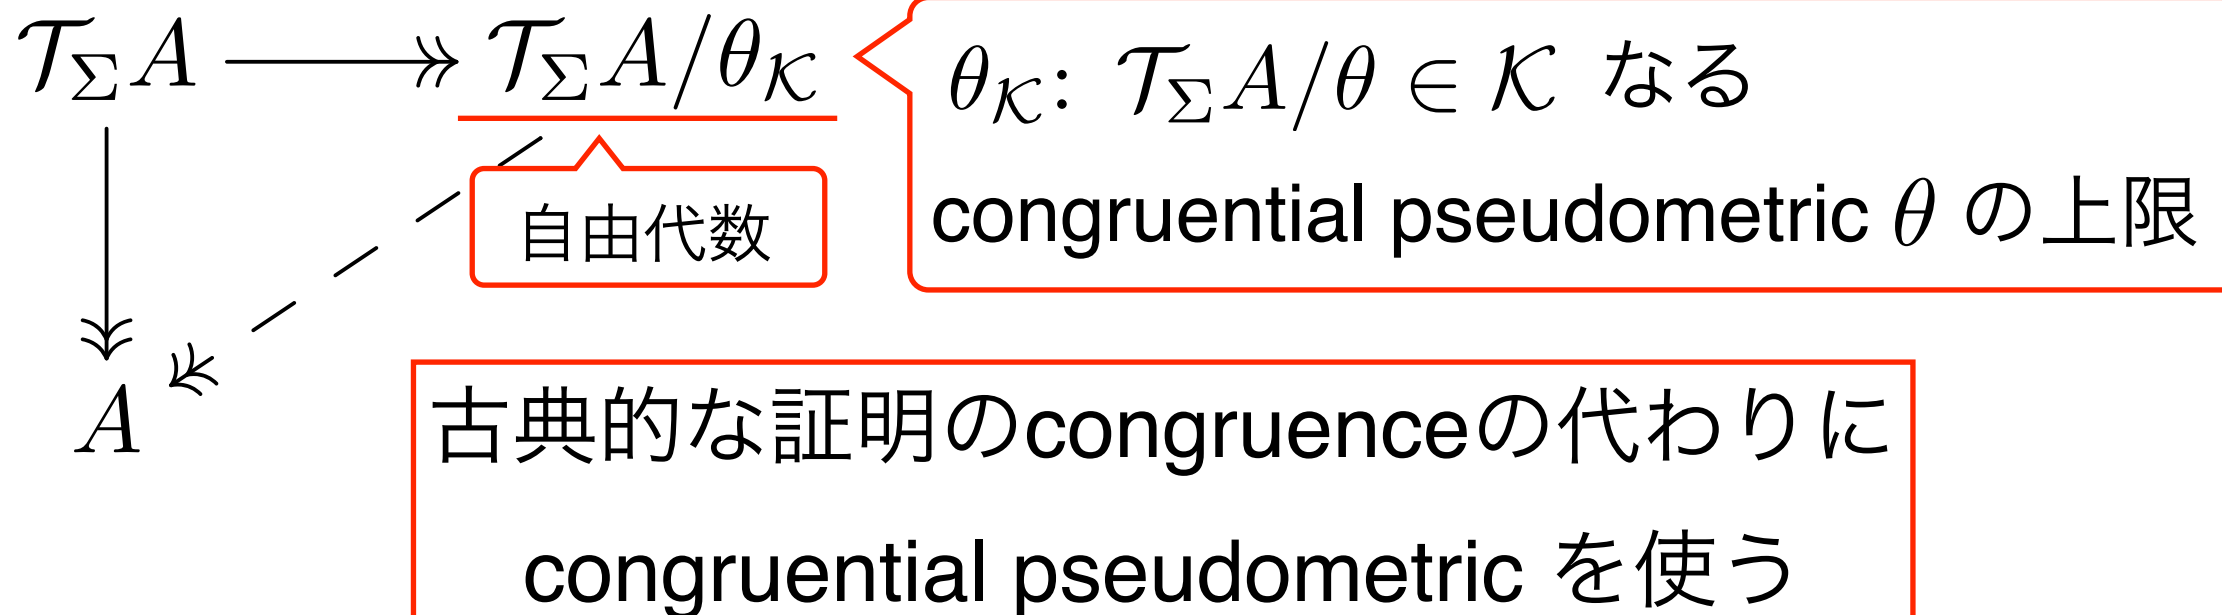 𝒯_Σ A ↠ 𝒯_Σ A/θ_𝒦
θ_𝒦: 𝒯_Σ A/θ ∈ 𝒦 なる
congruential pseudometric θ の上限
自由代数
A
古典的な証明のcongruenceの代わりに
congruential pseudometric を使う